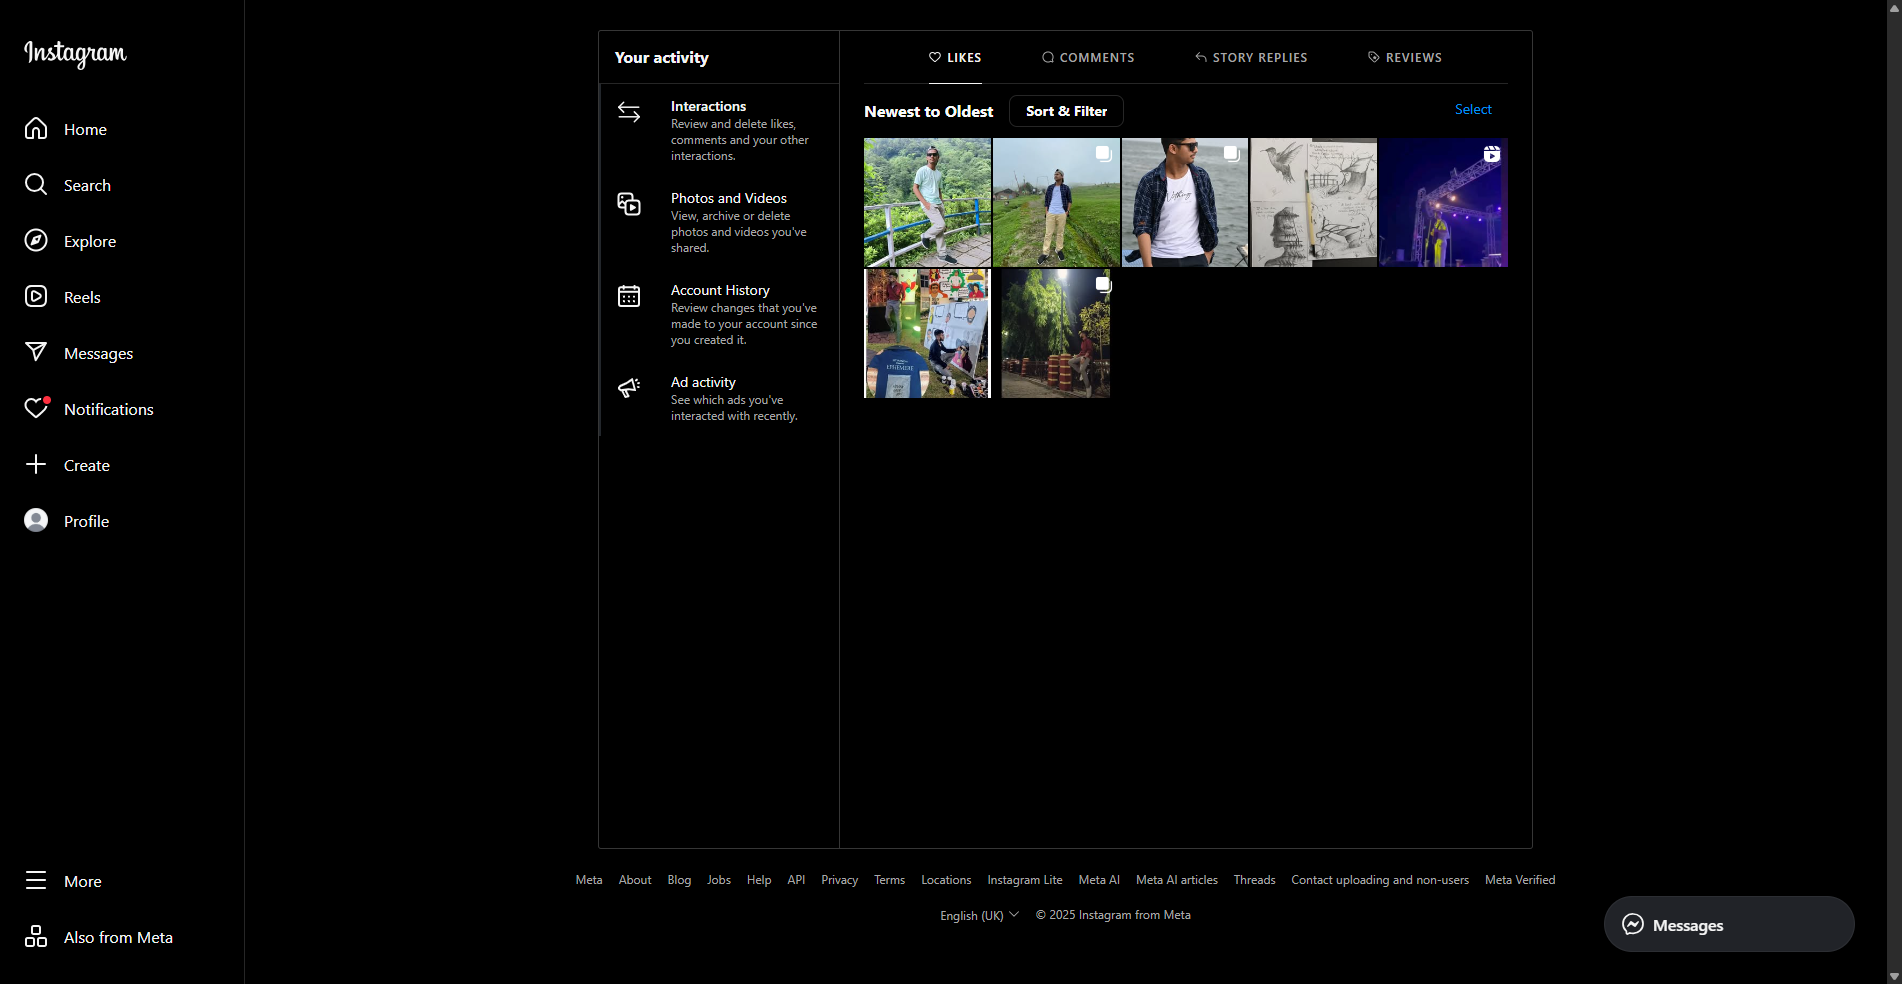 Instagram
Home
Search
Explore
Reels
Messages
Notifications
Create
Profile
More
Also from Meta
Your activity
Interactions
Review and delete likes,
comments and your other
interactions.
Photos and Videos
View, archive or delete
photos and videos you've
shared.
Account History
Review changes that you've
made to your account since
you created it.
Ad activity
See which ads you've
interacted with recently.
LIKES COMMENTS STORY REPLIES REVIEWS
Newest to Oldest Sort & Filter Select
Meta About Blog Jobs Help API Privacy Terms Locations Instagram Lite Meta AI Meta AI articles Threads Contact uploading and non-users Meta Verified
English (UK) © 2025 Instagram from Meta
Messages